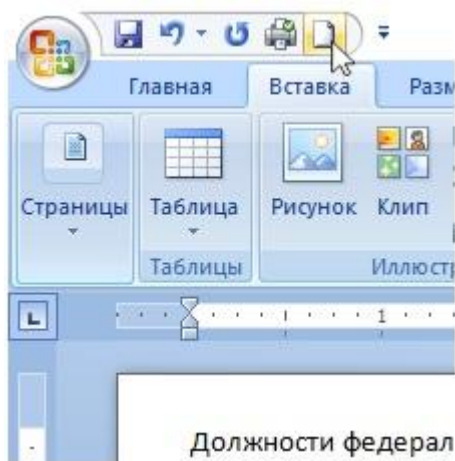 Главная Вставка Разм
Страницы Таблица Рисунок Клип
Таблицы Иллюстр
1
Должности федерал